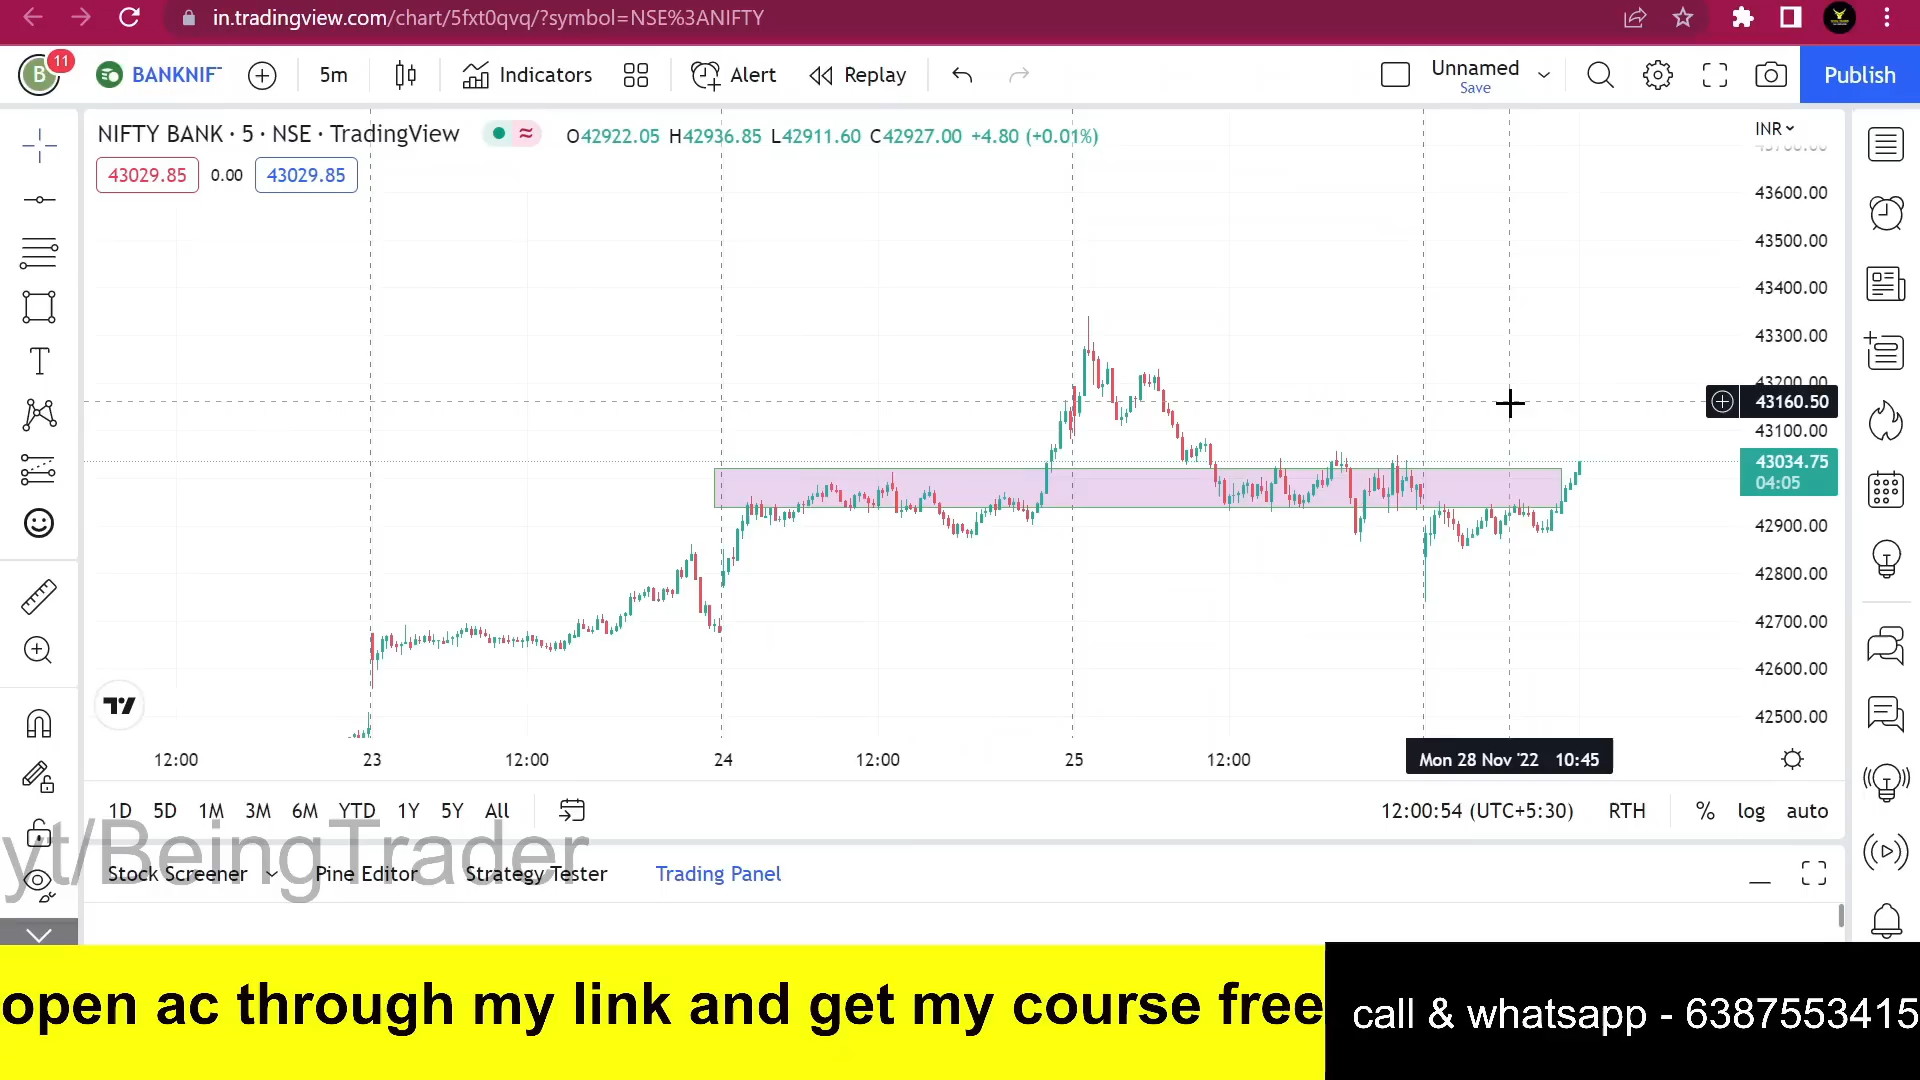 in.tradingview.com/chart/5fxt0qvq/?symbol=NSE%3ANIFTY
B 11 BANKNIF 5m Indicators Alert Replay Unnamed Save Publish
NIFTY BANK · 5 · NSE · TradingView O42922.05 H42936.85 L42911.60 C42927.00 +4.80 (+0.01%)
INR
43029.85 0.00 43029.85
43700.00
43600.00
43500.00
43400.00
43300.00
43200.00
43160.50
43100.00
43034.75
04:05
42900.00
42800.00
42700.00
42600.00
42500.00
12:00 23 12:00 24 12:00 25 12:00 Mon 28 Nov '22 10:45
1D 5D 1M 3M 6M YTD 1Y 5Y All 12:00:54 (UTC+5:30) RTH % log auto
yt/BeingTrader
Stock Screener Pine Editor Strategy Tester Trading Panel
open ac through my link and get my course free
call & whatsapp - 6387553415